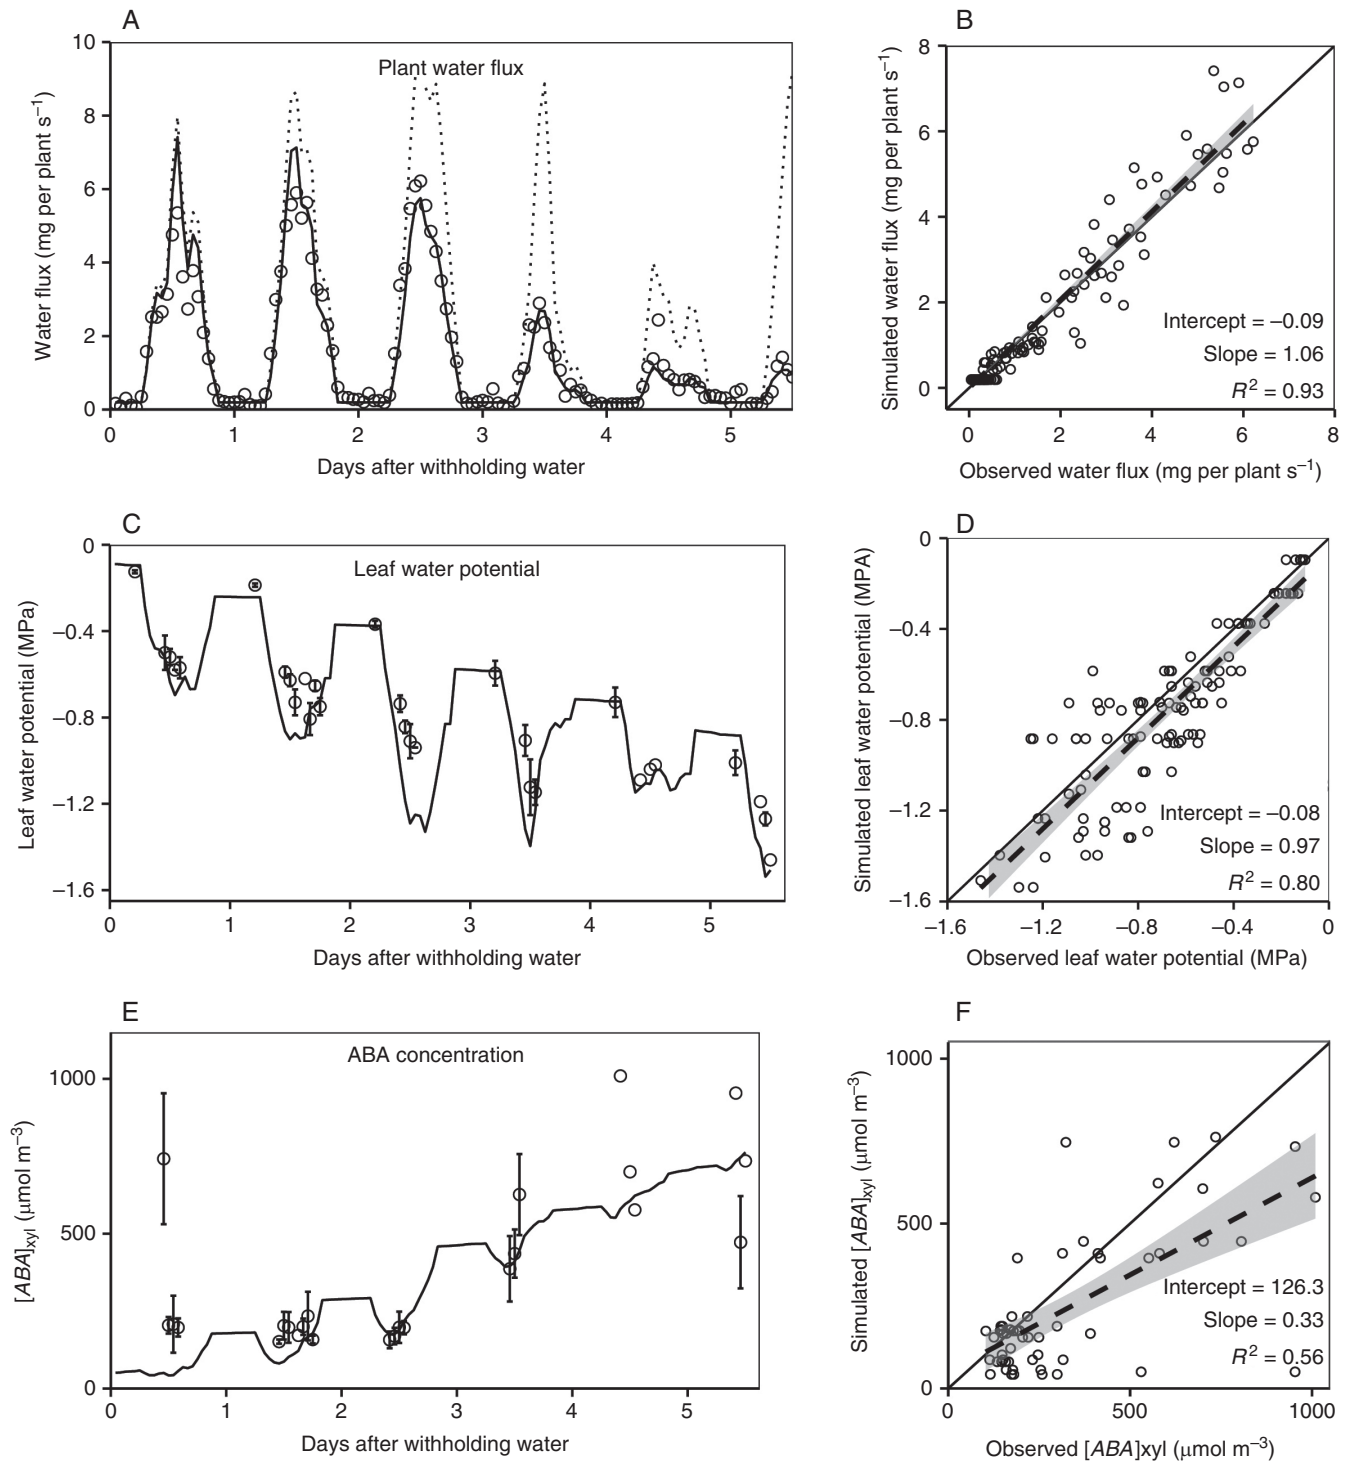 A
Plant water flux
Water flux (mg per plant s⁻¹)
10
8
6
4
2
0
0 1 2 3 4 5
Days after withholding water
B
Simulated water flux (mg per plant s⁻¹)
8
6
4
2
0
Intercept = –0.09
Slope = 1.06
R² = 0.93
0 2 4 6 8
Observed water flux (mg per plant s⁻¹)
C
Leaf water potential
Leaf water potential (MPa)
0
–0.4
–0.8
–1.2
–1.6
0 1 2 3 4 5
Days after withholding water
D
Simulated leaf water potential (MPA)
0
–0.4
–0.8
–1.2
–1.6
Intercept = –0.08
Slope = 0.97
R² = 0.80
–1.6 –1.2 –0.8 –0.4 0
Observed leaf water potential (MPa)
E
ABA concentration
[ABA]xyl (μmol m⁻³)
1000
500
0
0 1 2 3 4 5
Days after withholding water
F
Simulated [ABA]xyl (μmol m⁻³)
1000
500
0
Intercept = 126.3
Slope = 0.33
R² = 0.56
0 500 1000
Observed [ABA]xyl (μmol m⁻³)